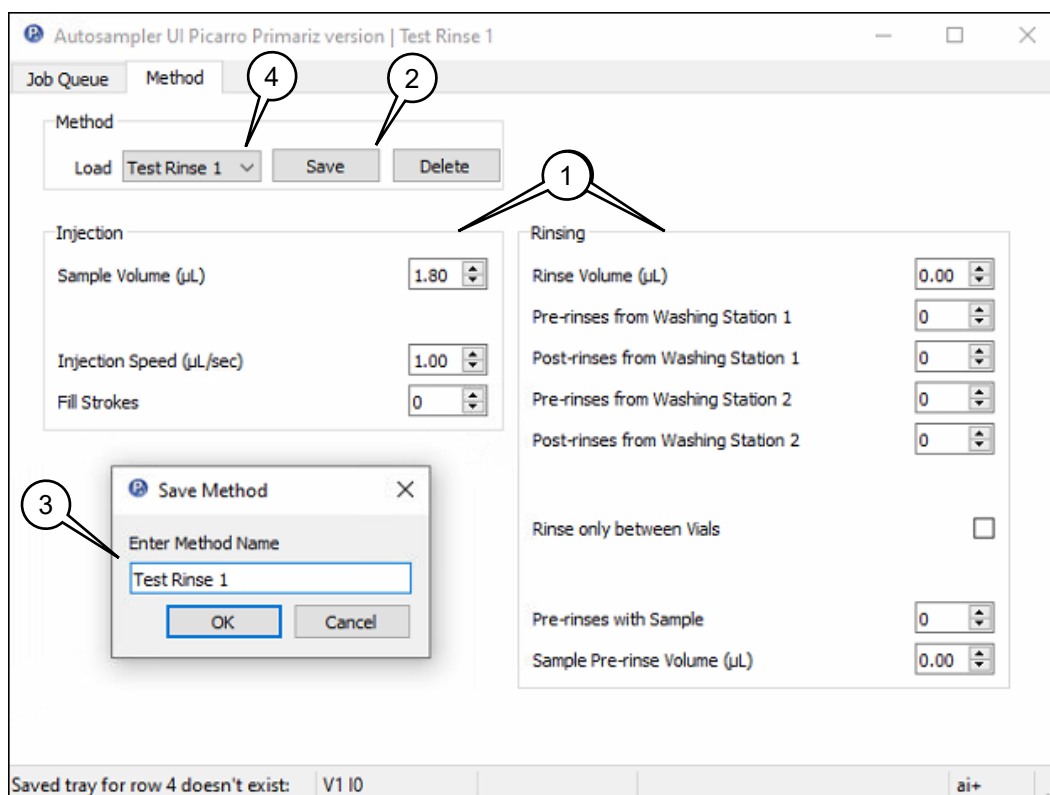 Autosampler UI Picarro Primariz version | Test Rinse 1
Job Queue Method
4
2
Method
Load Test Rinse 1 Save Delete
1
Injection
Sample Volume (µL) 1.80
Injection Speed (µL/sec) 1.00
Fill Strokes 0
Rinsing
Rinse Volume (µL) 0.00
Pre-rinses from Washing Station 1 0
Post-rinses from Washing Station 1 0
Pre-rinses from Washing Station 2 0
Post-rinses from Washing Station 2 0
Rinse only between Vials
Pre-rinses with Sample 0
Sample Pre-rinse Volume (µL) 0.00
3
Save Method
Enter Method Name
Test Rinse 1
OK Cancel
Saved tray for row 4 doesn't exist: V1 I0 ai+